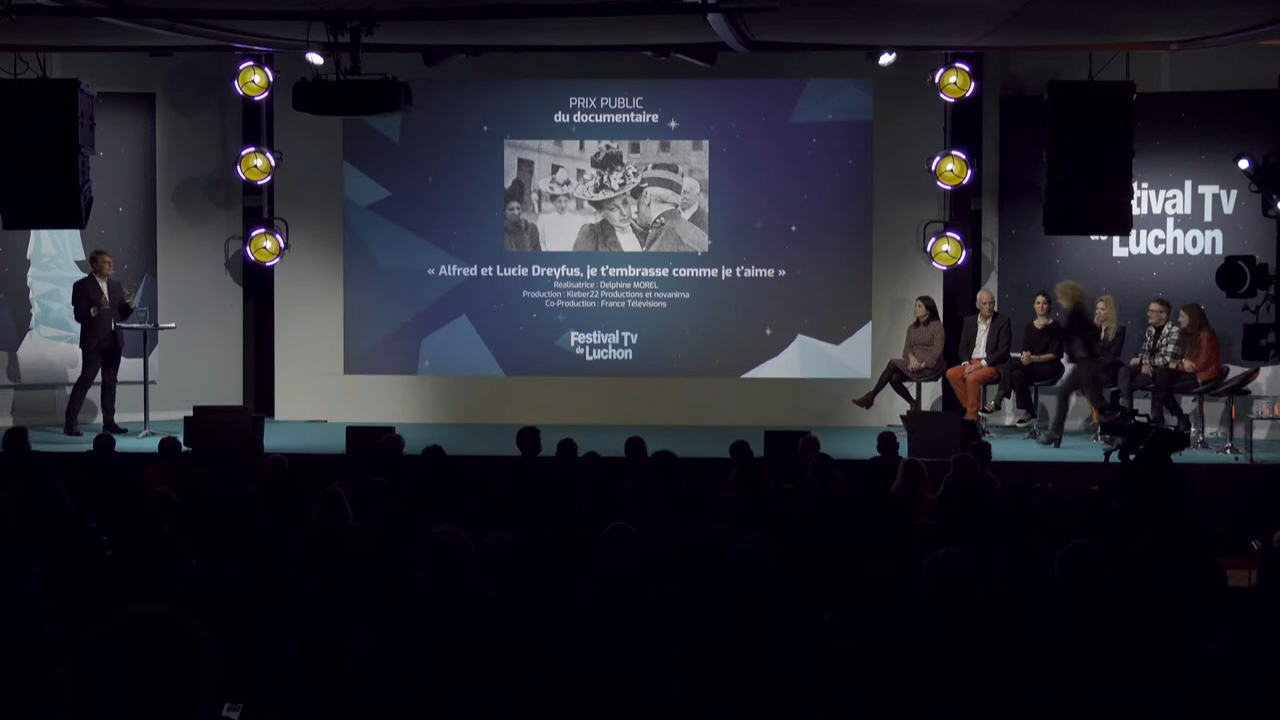 PRIX PUBLIC
du documentaire
« Alfred et Lucie Dreyfus, je t'embrasse comme je t'aime »
Réalisatrice : Delphine MOREL
Production : Kleber22 Productions et novanima
Co-Production : France Télévisions
Festival Tv
de Luchon
tival Tv
de Luchon